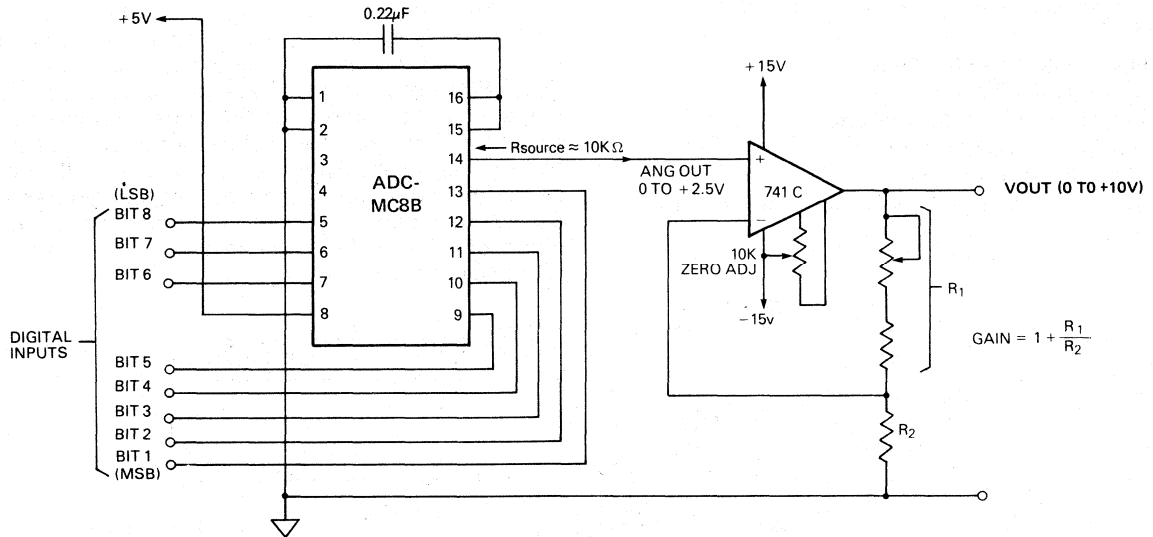 +5V
0.22µF
1
2
3
4
5
6
7
8
16
15
14
13
12
11
10
9
ADC-
MC8B
Rsource ≈ 10K Ω
ANG OUT
0 TO +2.5V
+15V
+
741 C
−
10K
ZERO ADJ
−15v
VOUT (0 TO +10V)
R1
R2
GAIN = 1 + R1/R2
DIGITAL
INPUTS
(LSB)
BIT 8
BIT 7
BIT 6
BIT 5
BIT 4
BIT 3
BIT 2
BIT 1
(MSB)